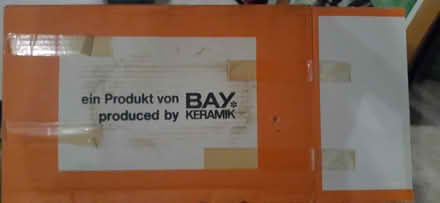 ein Produkt von BAY
produced by KERAMIK